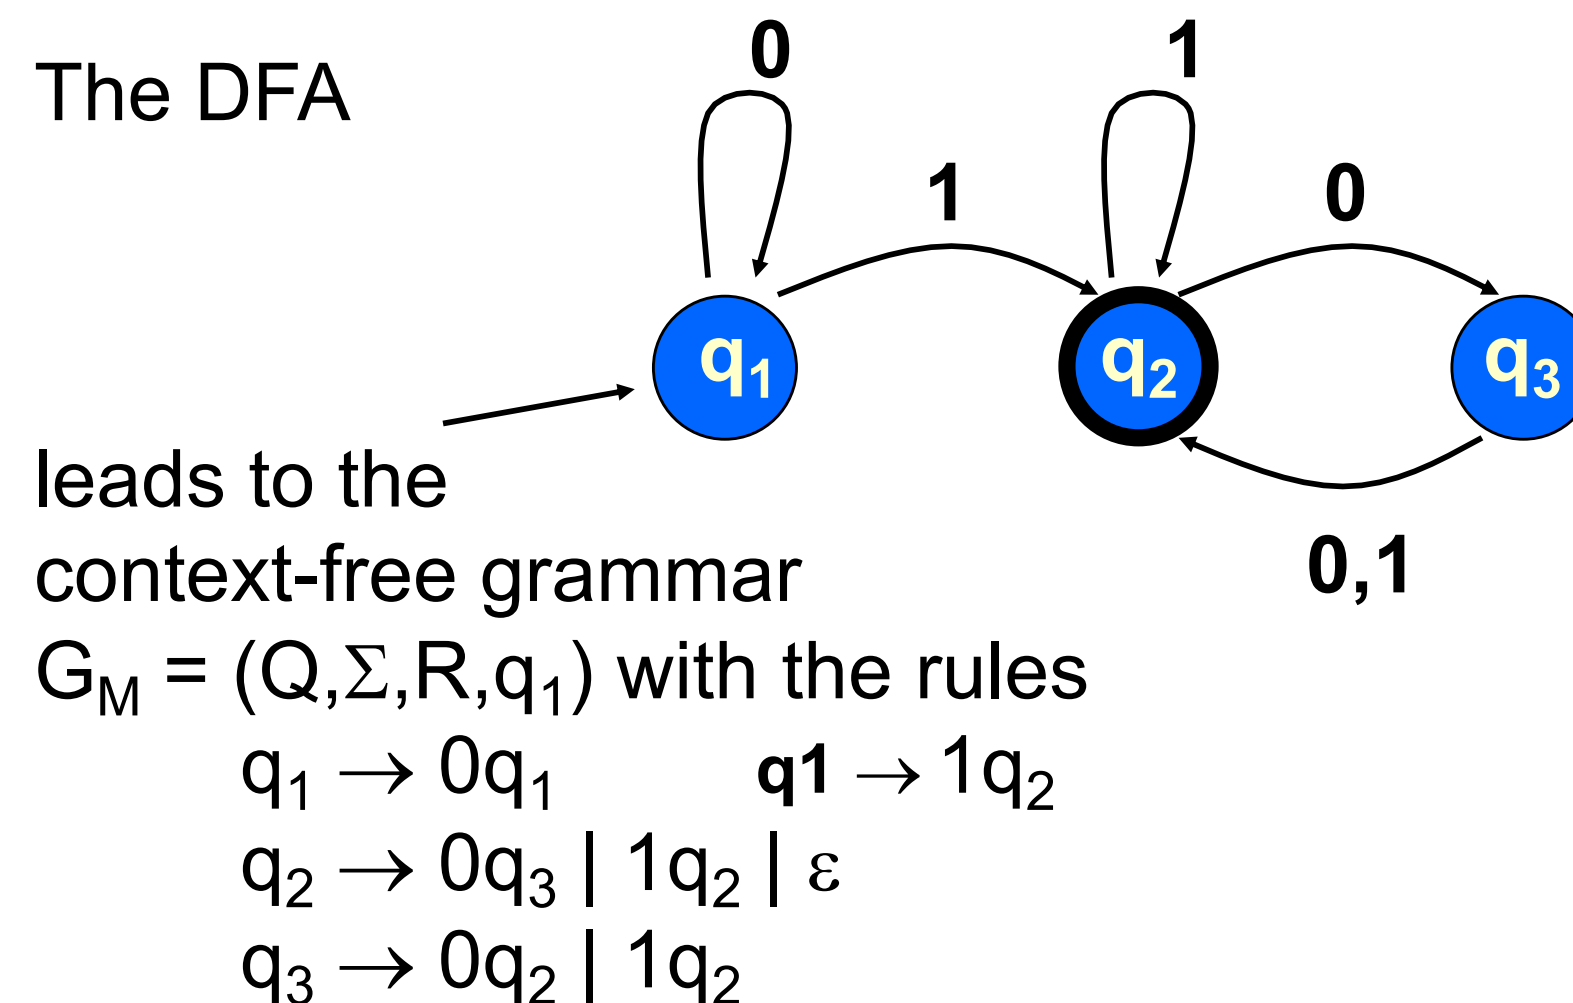 The DFA
0
1
1
0
q₁
q₂
q₃
0,1
leads to the
context-free grammar
G_M = (Q,Σ,R,q₁) with the rules
q₁ → 0q₁ q1 → 1q₂
q₂ → 0q₃ | 1q₂ | ε
q₃ → 0q₂ | 1q₂